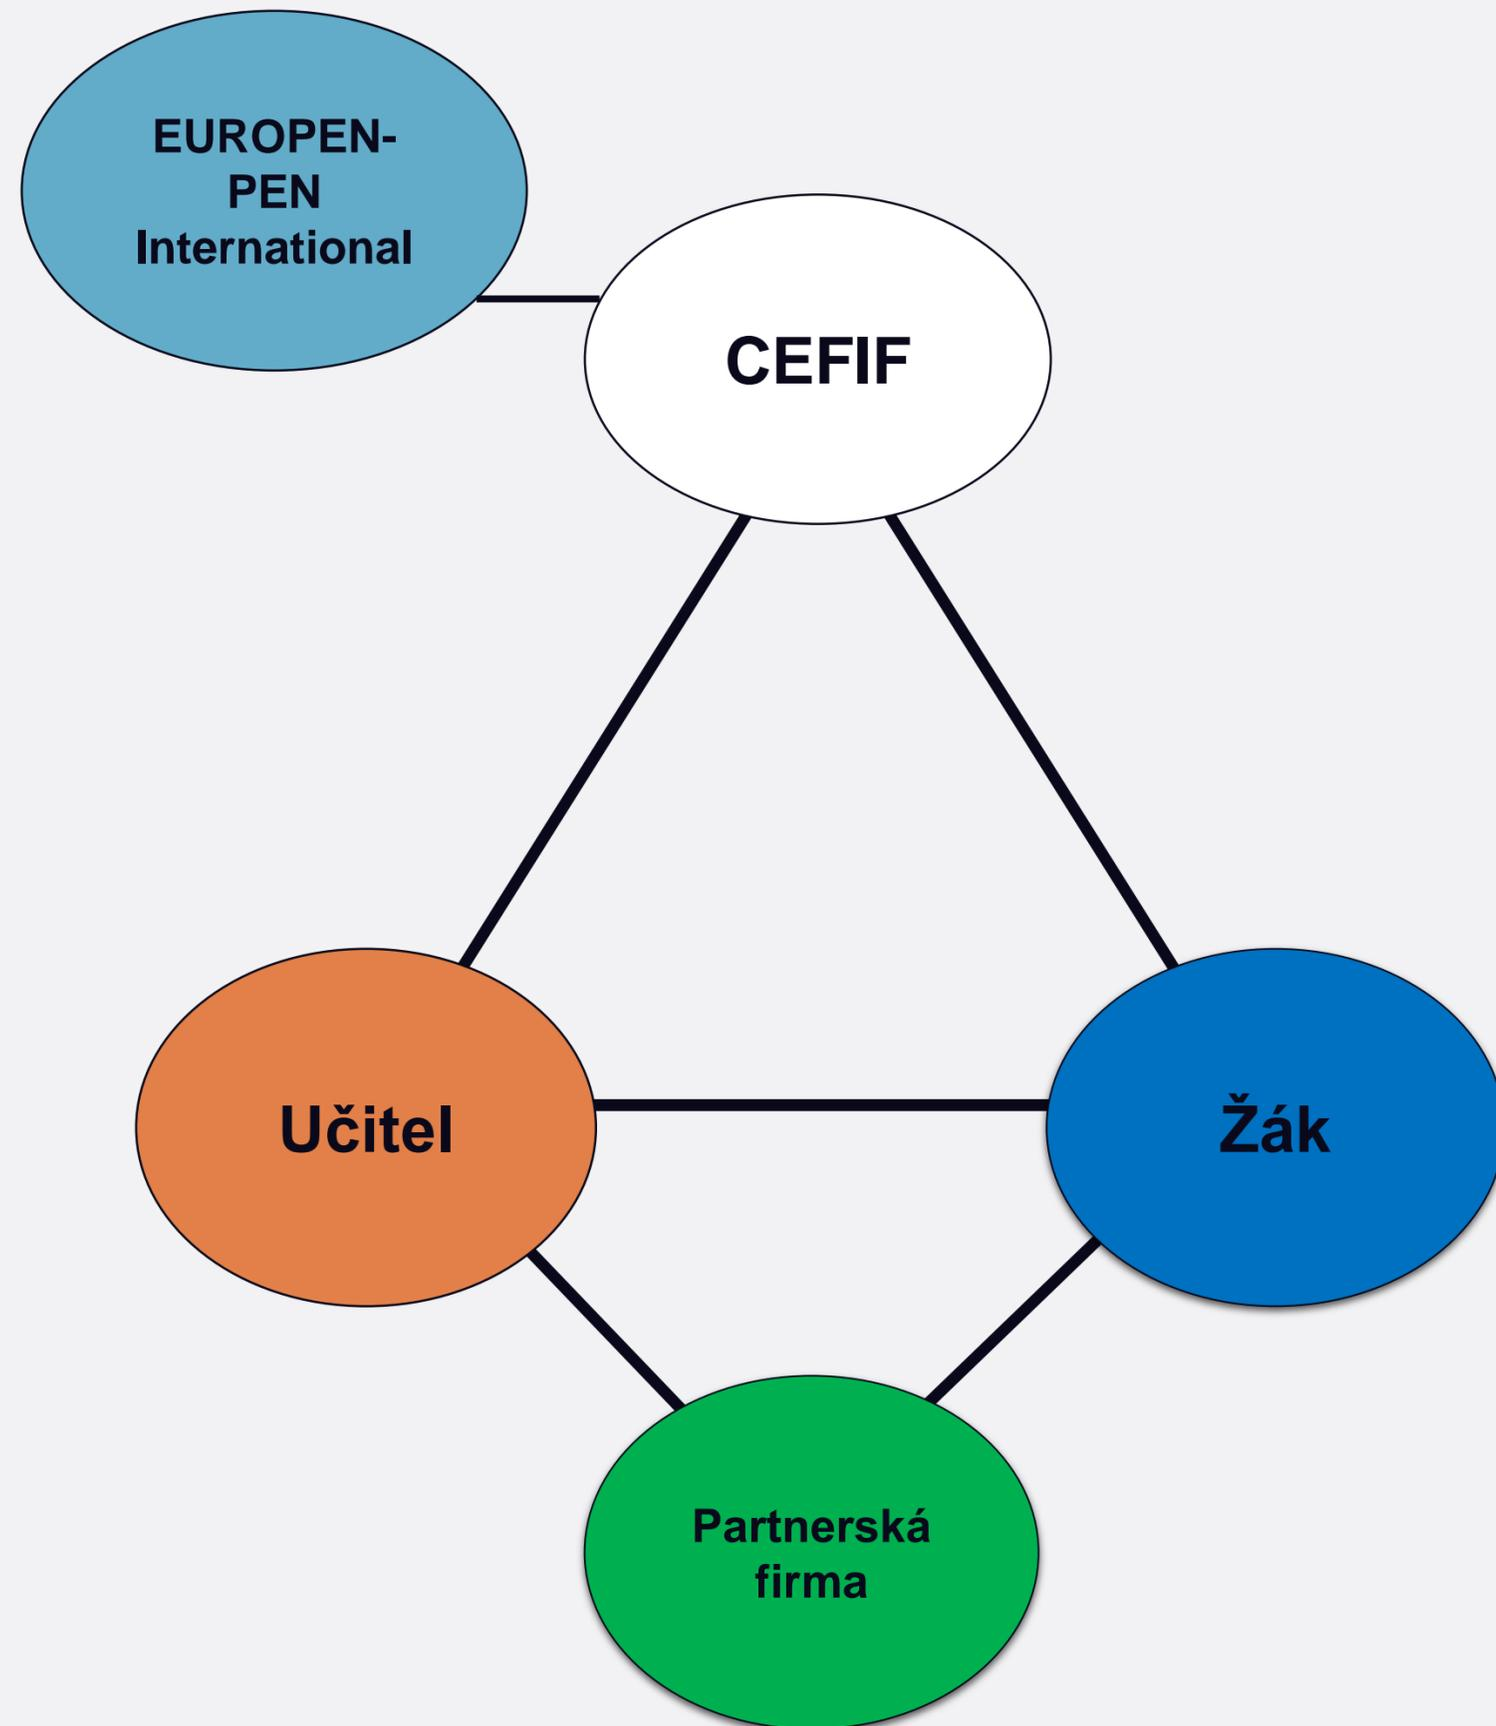 EUROPEN-
PEN
International
CEFIF
Učitel
Žák
Partnerská
firma